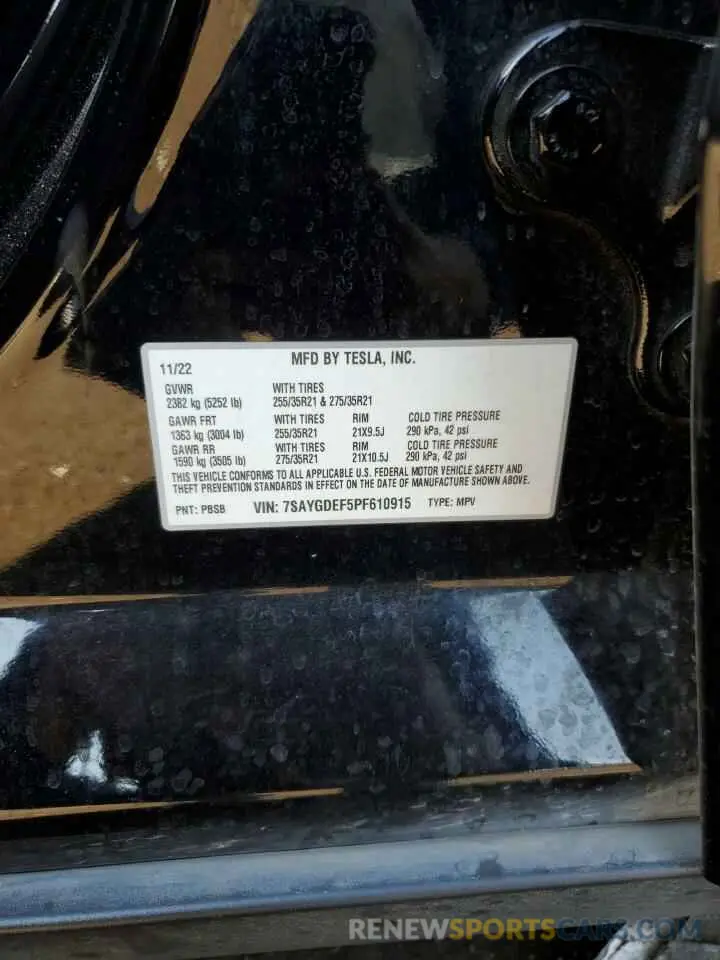 11/22 MFD BY TESLA, INC.
GVWR WITH TIRES
2382 kg (5252 lb) 255/35R21 & 275/35R21
GAWR FRT WITH TIRES RIM COLD TIRE PRESSURE
1363 kg (3004 lb) 255/35R21 21X9.5J 290 kPa, 42 psi
GAWR RR WITH TIRES RIM COLD TIRE PRESSURE
1590 kg (3505 lb) 275/35R21 21X10.5J 290 kPa, 42 psi
THIS VEHICLE CONFORMS TO ALL APPLICABLE U.S. FEDERAL MOTOR VEHICLE SAFETY AND
THEFT PREVENTION STANDARDS IN EFFECT ON THE DATE OF MANUFACTURE SHOWN ABOVE.
PNT: PBSB VIN: 7SAYGDEF5PF610915 TYPE: MPV
RENEWSPORTSCARS.COM